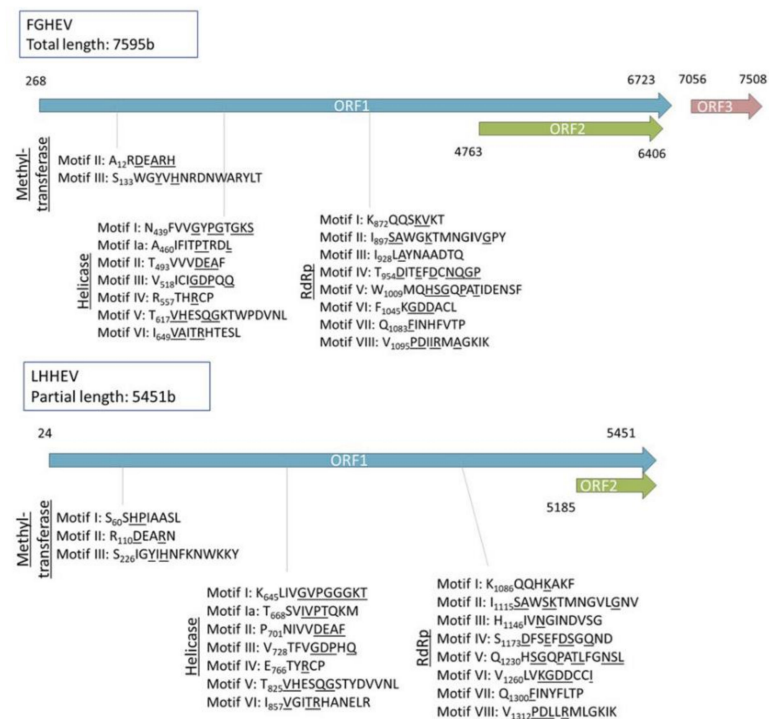 FGHEV
Total length: 7595b
268
6723
7056
7508
ORF1
ORF3
ORF2
4763
6406
Methyl-
transferase
Motif II: A12RDEARH
Motif III: S133WGYVHNRDNWARYLT
Helicase
Motif I: N439FVVGYPGTGKS
Motif Ia: A460IFITPTRDL
Motif II: T493VVVDEAF
Motif III: V518ICIGDPQQ
Motif IV: R557THRCP
Motif V: T617VHESQGKTWPDVNL
Motif VI: I649VAITRHTESL
RdRp
Motif I: K872QQSKVKT
Motif II: I897SAWGKTMNGIVGPY
Motif III: I928LAYNAADTQ
Motif IV: T954DITEFDCNQGP
Motif V: W1009MQHSGQPATIDENSF
Motif VI: F1045KGDDACL
Motif VII: Q1083FINHFVTP
Motif VIII: V1095PDIIRMAGKIK
LHHEV
Partial length: 5451b
24
5451
ORF1
ORF2
5185
Methyl-
transferase
Motif I: S60SHPIAASL
Motif II: R110DEARN
Motif III: S226IGYIHNFKNWKKY
Helicase
Motif I: K645LIVGVPGGGKT
Motif Ia: T668SVIVPTQKM
Motif II: P701NIVVDEAF
Motif III: V728TFVGDPHQ
Motif IV: E766TYRCP
Motif V: T825VHESQGSTYDVVNL
Motif VI: I857VGITRHANELR
RdRp
Motif I: K1086QQHKAKF
Motif II: I1115SAWSKTMNGVLGNV
Motif III: H1146IVNGINDVSG
Motif IV: S1173DFSEFDSGQND
Motif V: Q1230HSGQPATLFGNSL
Motif VI: V1260LVKGDDCCI
Motif VII: Q1300FINYFLTP
Motif VIII: V1312PDLLRMLGKIK